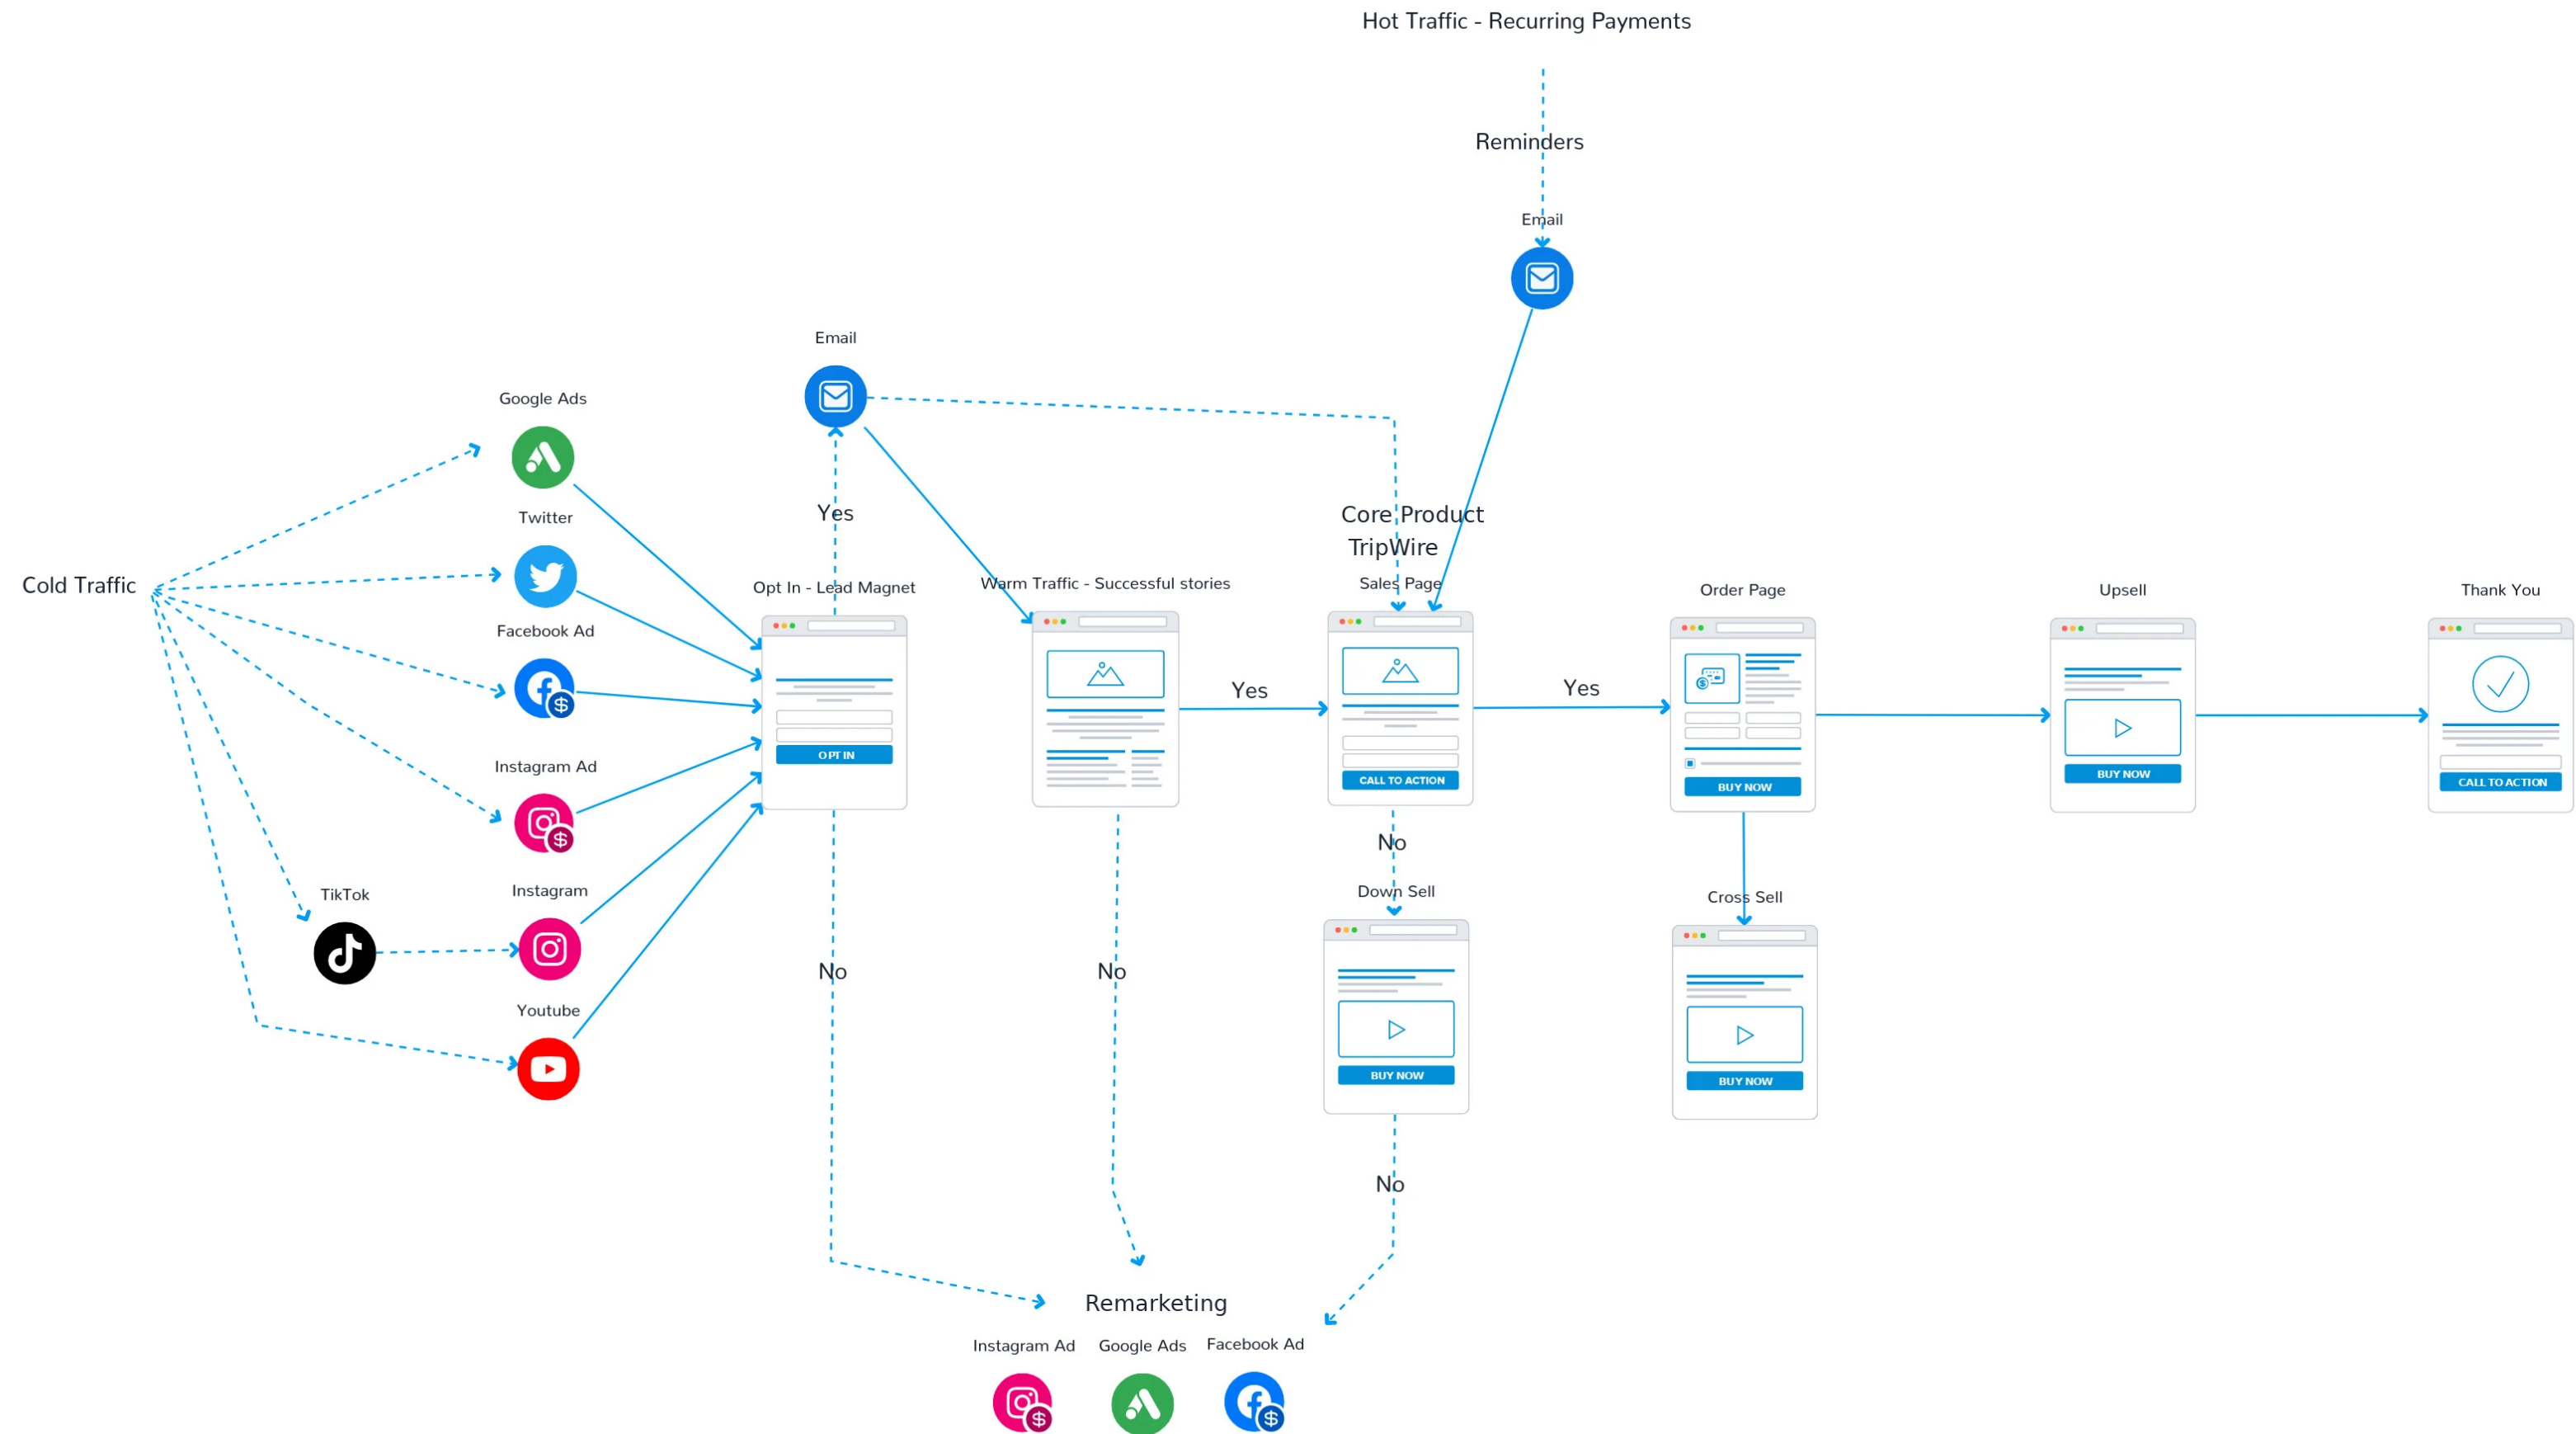 Hot Traffic - Recurring Payments
Reminders
Email
Email
Google Ads
Yes
Twitter
Core Product
TripWire
Cold Traffic
Opt In - Lead Magnet
Warm Traffic - Successful stories
Sales Page
Order Page
Upsell
Thank You
Facebook Ad
Yes
Yes
OPT IN
CALL TO ACTION
BUY NOW
BUY NOW
CALL TO ACTION
Instagram Ad
No
TikTok
Instagram
Down Sell
Cross Sell
No
No
Youtube
BUY NOW
BUY NOW
No
Remarketing
Instagram Ad
Google Ads
Facebook Ad